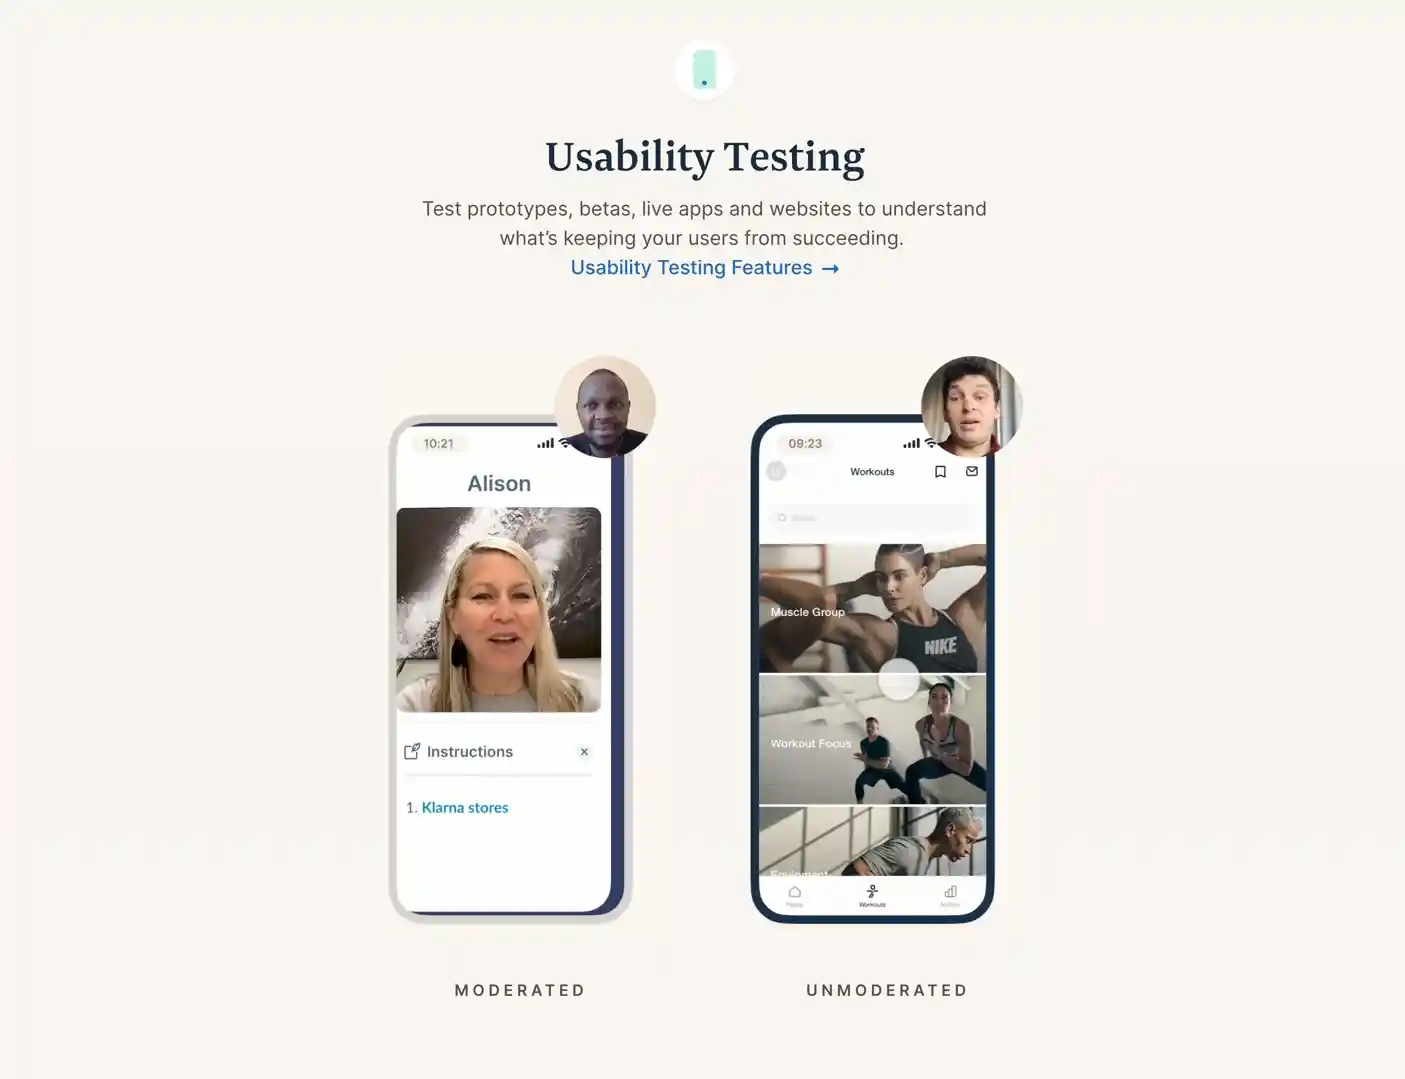 Usability Testing
Test prototypes, betas, live apps and websites to understand
what's keeping your users from succeeding.
Usability Testing Features →
10:21
Alison
Instructions
×
1. Klarna stores
MODERATED
09:23
Workouts
Search
Muscle Group
NIKE
Workout Focus
Equipment
Workouts
Activity
UNMODERATED